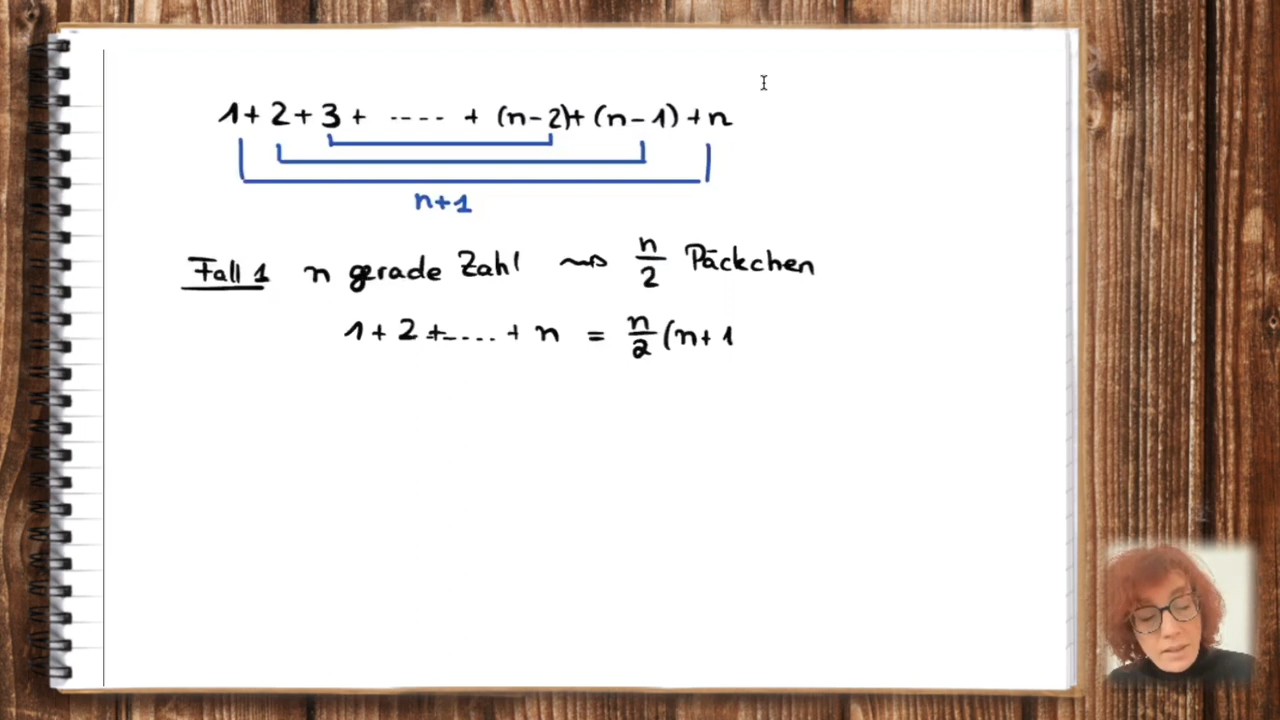 1 + 2 + 3 + .... + (n-2)+ (n-1) + n
n+1
Fall 1 n gerade Zahl ⇝ n/2 Päckchen
1 + 2 + .... + n = n/2 (n+1